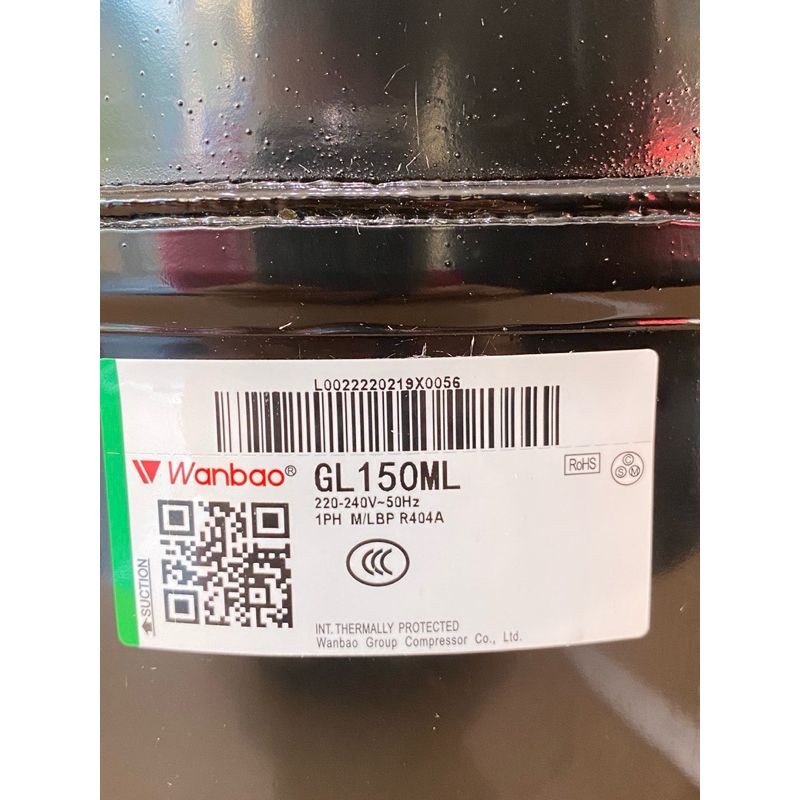 L0022220219X0056
Wanbao® GL150ML
RoHS
C
S M
220-240V~50Hz
1PH M/LBP R404A
CCC
SUCTION
INT. THERMALLY PROTECTED
Wanbao Group Compressor Co., Ltd.